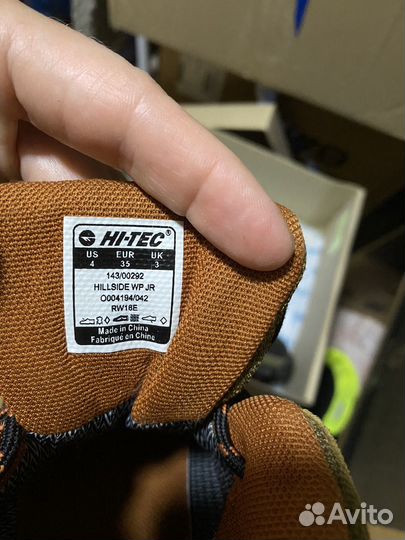 HI-TEC®
US EUR UK
4 35 3
143/00292
HILLSIDE WP JR
O004194/042
RW16E
Made in China
Fabriqué en Chine
Avito